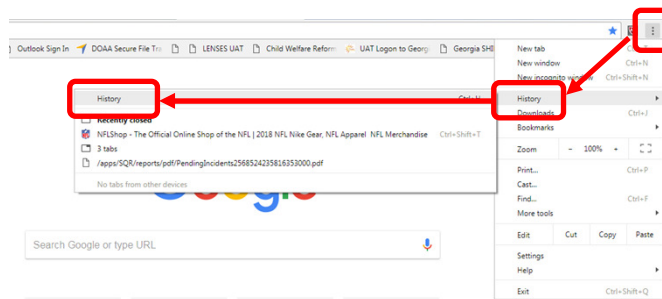 Outlook Sign In DOAA Secure File Tra LENSES UAT Child Welfare Reform UAT Logon to Georgi Georgia SHI
New tab
New window Ctrl+N
New incognito window Ctrl+Shift+N
History
Downloads Ctrl+J
Bookmarks
Zoom - 100% +
Print... Ctrl+P
Cast...
Find... Ctrl+F
More tools
Edit Cut Copy Paste
Settings
Help
Exit Ctrl+Shift+Q
History Ctrl+H
Recently closed
NFLShop - The Official Online Shop of the NFL | 2018 NFL Nike Gear, NFL Apparel NFL Merchandise Ctrl+Shift+T
3 tabs
/apps/SQR/reports/pdf/PendingIncidents2568524235816353000.pdf
No tabs from other devices
Search Google or type URL